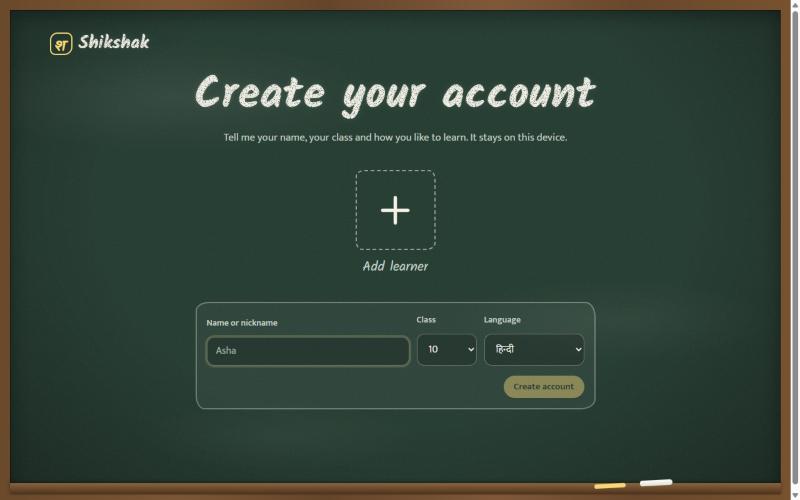 श Shikshak
Create your account
Tell me your name, your class and how you like to learn. It stays on this device.
Add learner
Name or nickname
Class
Language
Asha
10
हिन्दी
Create account